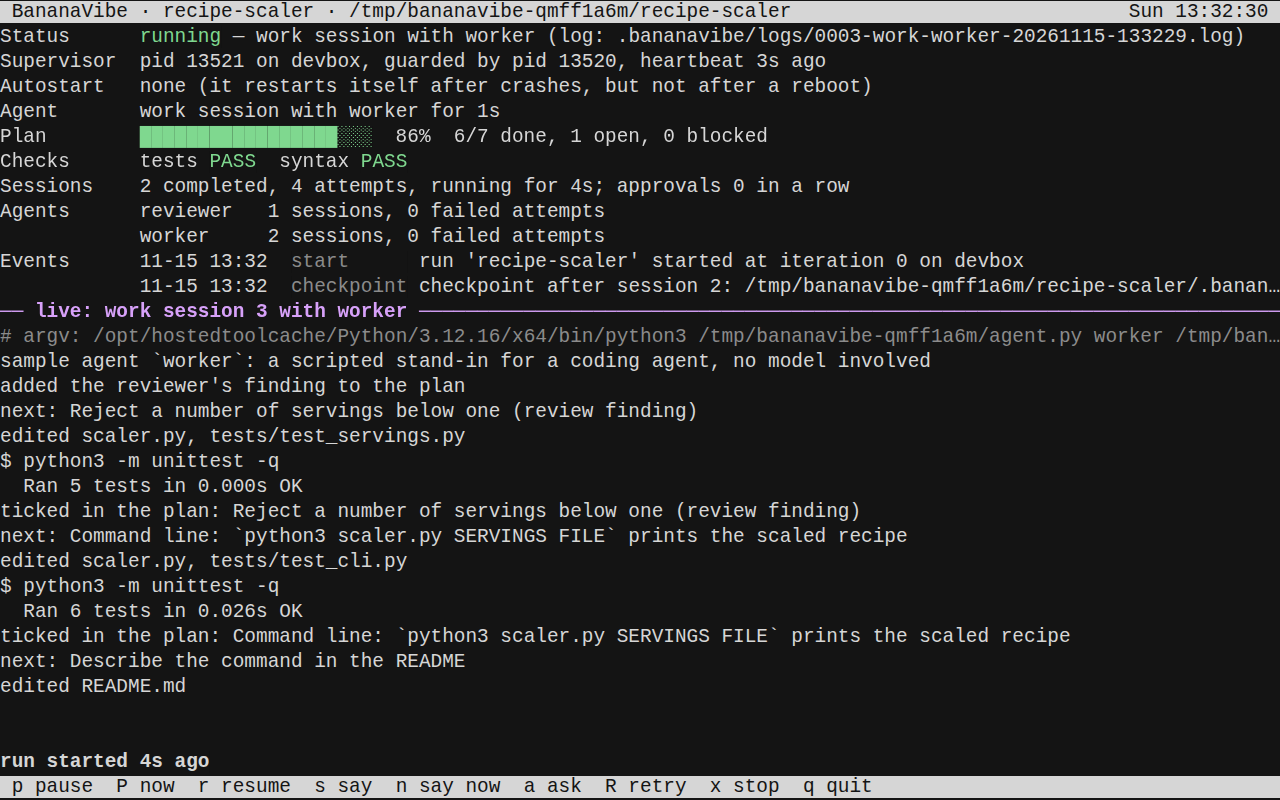 BananaVibe · recipe-scaler · /tmp/bananavibe-qmff1a6m/recipe-scaler Sun 13:32:30
Status running — work session with worker (log: .bananavibe/logs/0003-work-worker-20261115-133229.log)
Supervisor pid 13521 on devbox, guarded by pid 13520, heartbeat 3s ago
Autostart none (it restarts itself after crashes, but not after a reboot)
Agent work session with worker for 1s
Plan 86% 6/7 done, 1 open, 0 blocked
Checks tests PASS syntax PASS
Sessions 2 completed, 4 attempts, running for 4s; approvals 0 in a row
Agents reviewer 1 sessions, 0 failed attempts
worker 2 sessions, 0 failed attempts
Events 11-15 13:32 start run 'recipe-scaler' started at iteration 0 on devbox
11-15 13:32 checkpoint checkpoint after session 2: /tmp/bananavibe-qmff1a6m/recipe-scaler/.banan…
── live: work session 3 with worker ──
# argv: /opt/hostedtoolcache/Python/3.12.16/x64/bin/python3 /tmp/bananavibe-qmff1a6m/agent.py worker /tmp/ban…
sample agent `worker`: a scripted stand-in for a coding agent, no model involved
added the reviewer's finding to the plan
next: Reject a number of servings below one (review finding)
edited scaler.py, tests/test_servings.py
$ python3 -m unittest -q
Ran 5 tests in 0.000s OK
ticked in the plan: Reject a number of servings below one (review finding)
next: Command line: `python3 scaler.py SERVINGS FILE` prints the scaled recipe
edited scaler.py, tests/test_cli.py
$ python3 -m unittest -q
Ran 6 tests in 0.026s OK
ticked in the plan: Command line: `python3 scaler.py SERVINGS FILE` prints the scaled recipe
next: Describe the command in the README
edited README.md
run started 4s ago
p pause P now r resume s say n say now a ask R retry x stop q quit